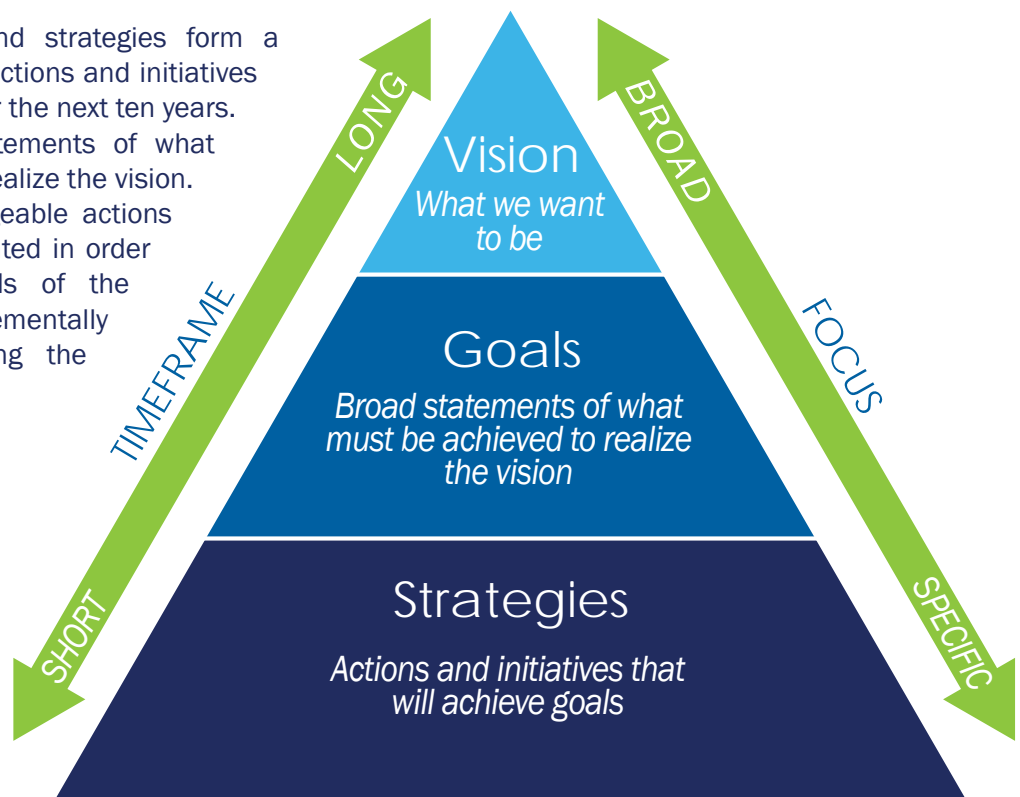 nd strategies form a
ctions and initiatives
the next ten years.
tements of what
ealize the vision.
geable actions
ted in order
ls of the
ementally
ng the
TIMEFRAME
LONG
SHORT
Vision
What we want
to be
Goals
Broad statements of what
must be achieved to realize
the vision
Strategies
Actions and initiatives that
will achieve goals
BROAD
FOCUS
SPECIFIC